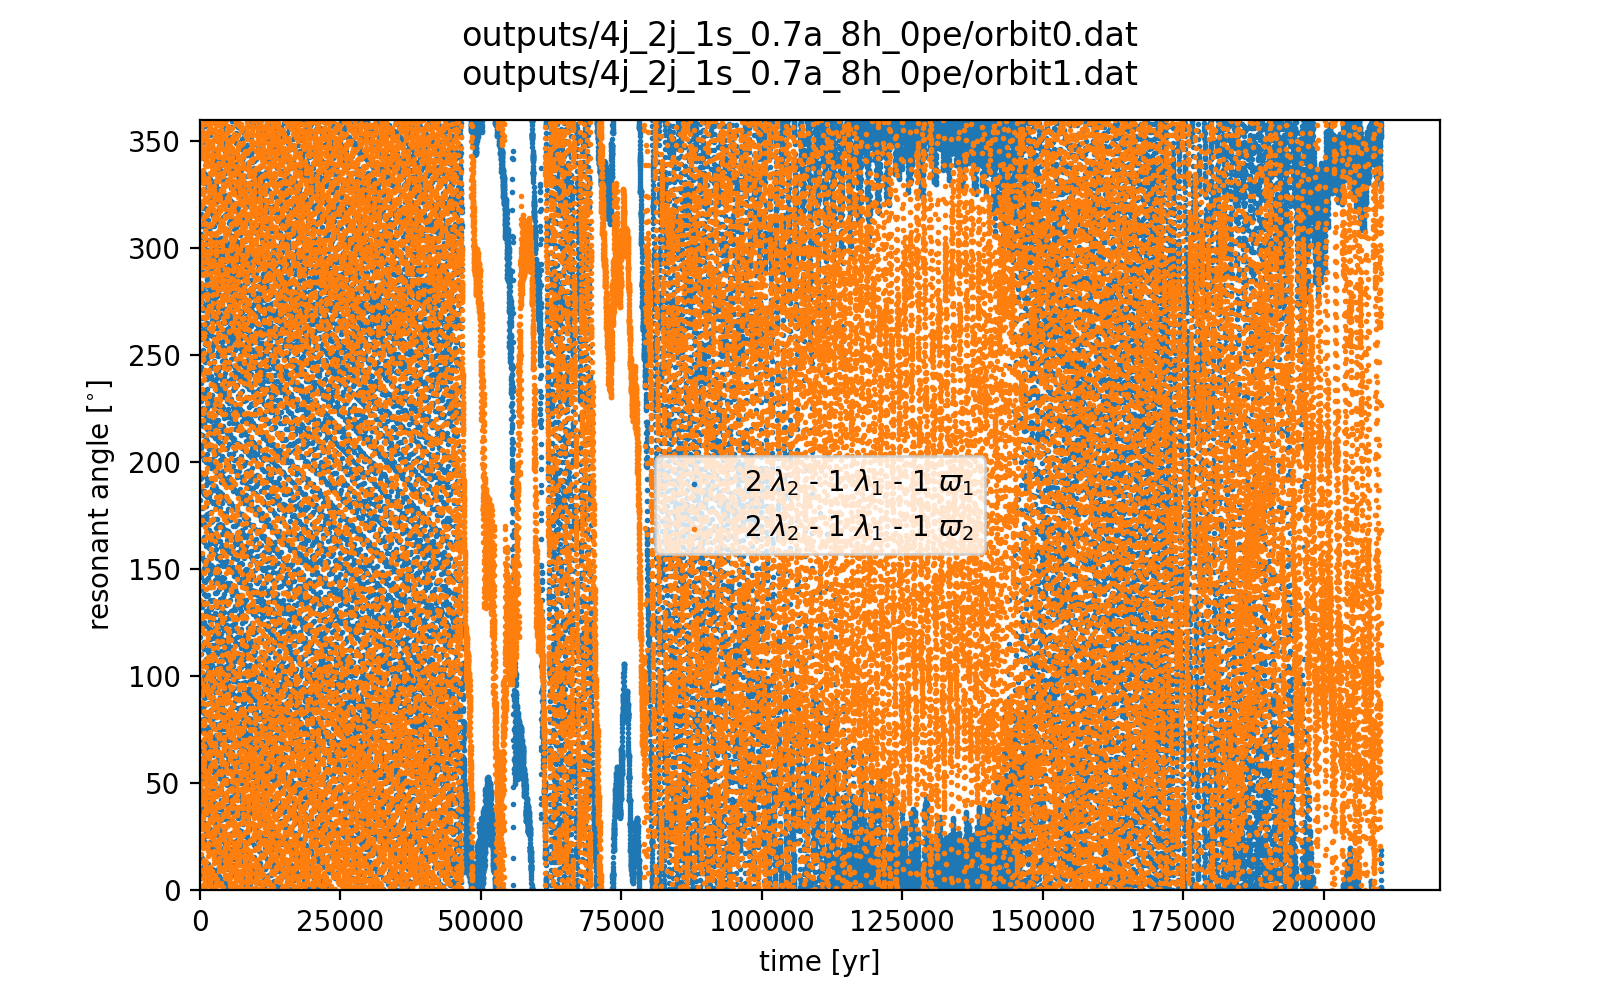 outputs/4j_2j_1s_0.7a_8h_0pe/orbit0.dat
outputs/4j_2j_1s_0.7a_8h_0pe/orbit1.dat
350
300
250
200
150
100
50
0
resonant angle [°]
2 λ₂ - 1 λ₁ - 1 ϖ₁
2 λ₂ - 1 λ₁ - 1 ϖ₂
0 25000 50000 75000 100000 125000 150000 175000 200000
time [yr]